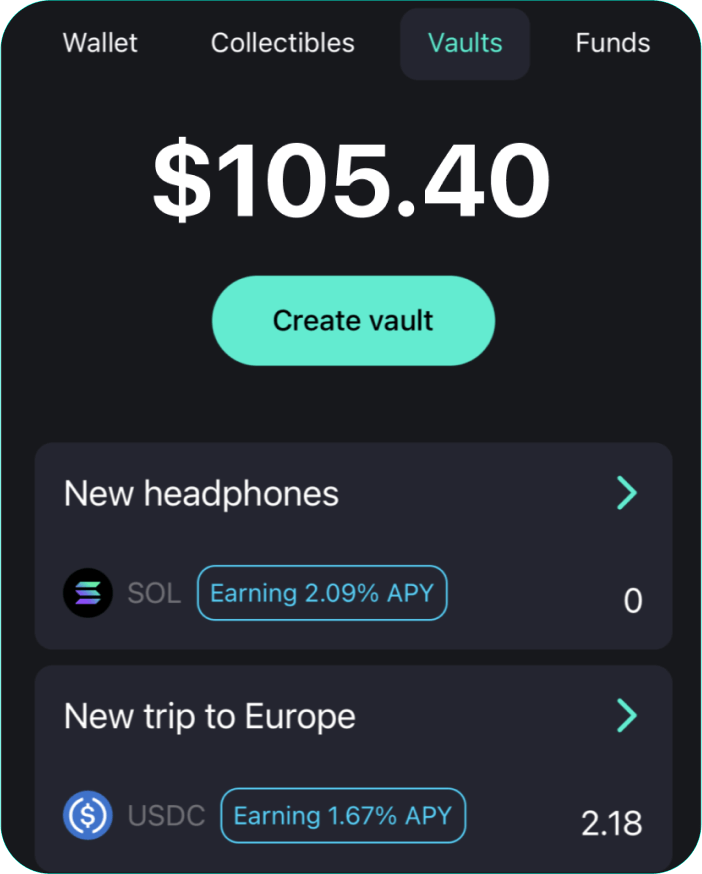 Wallet Collectibles Vaults Funds
$105.40
Create vault
New headphones
SOL Earning 2.09% APY 0
New trip to Europe
USDC Earning 1.67% APY 2.18